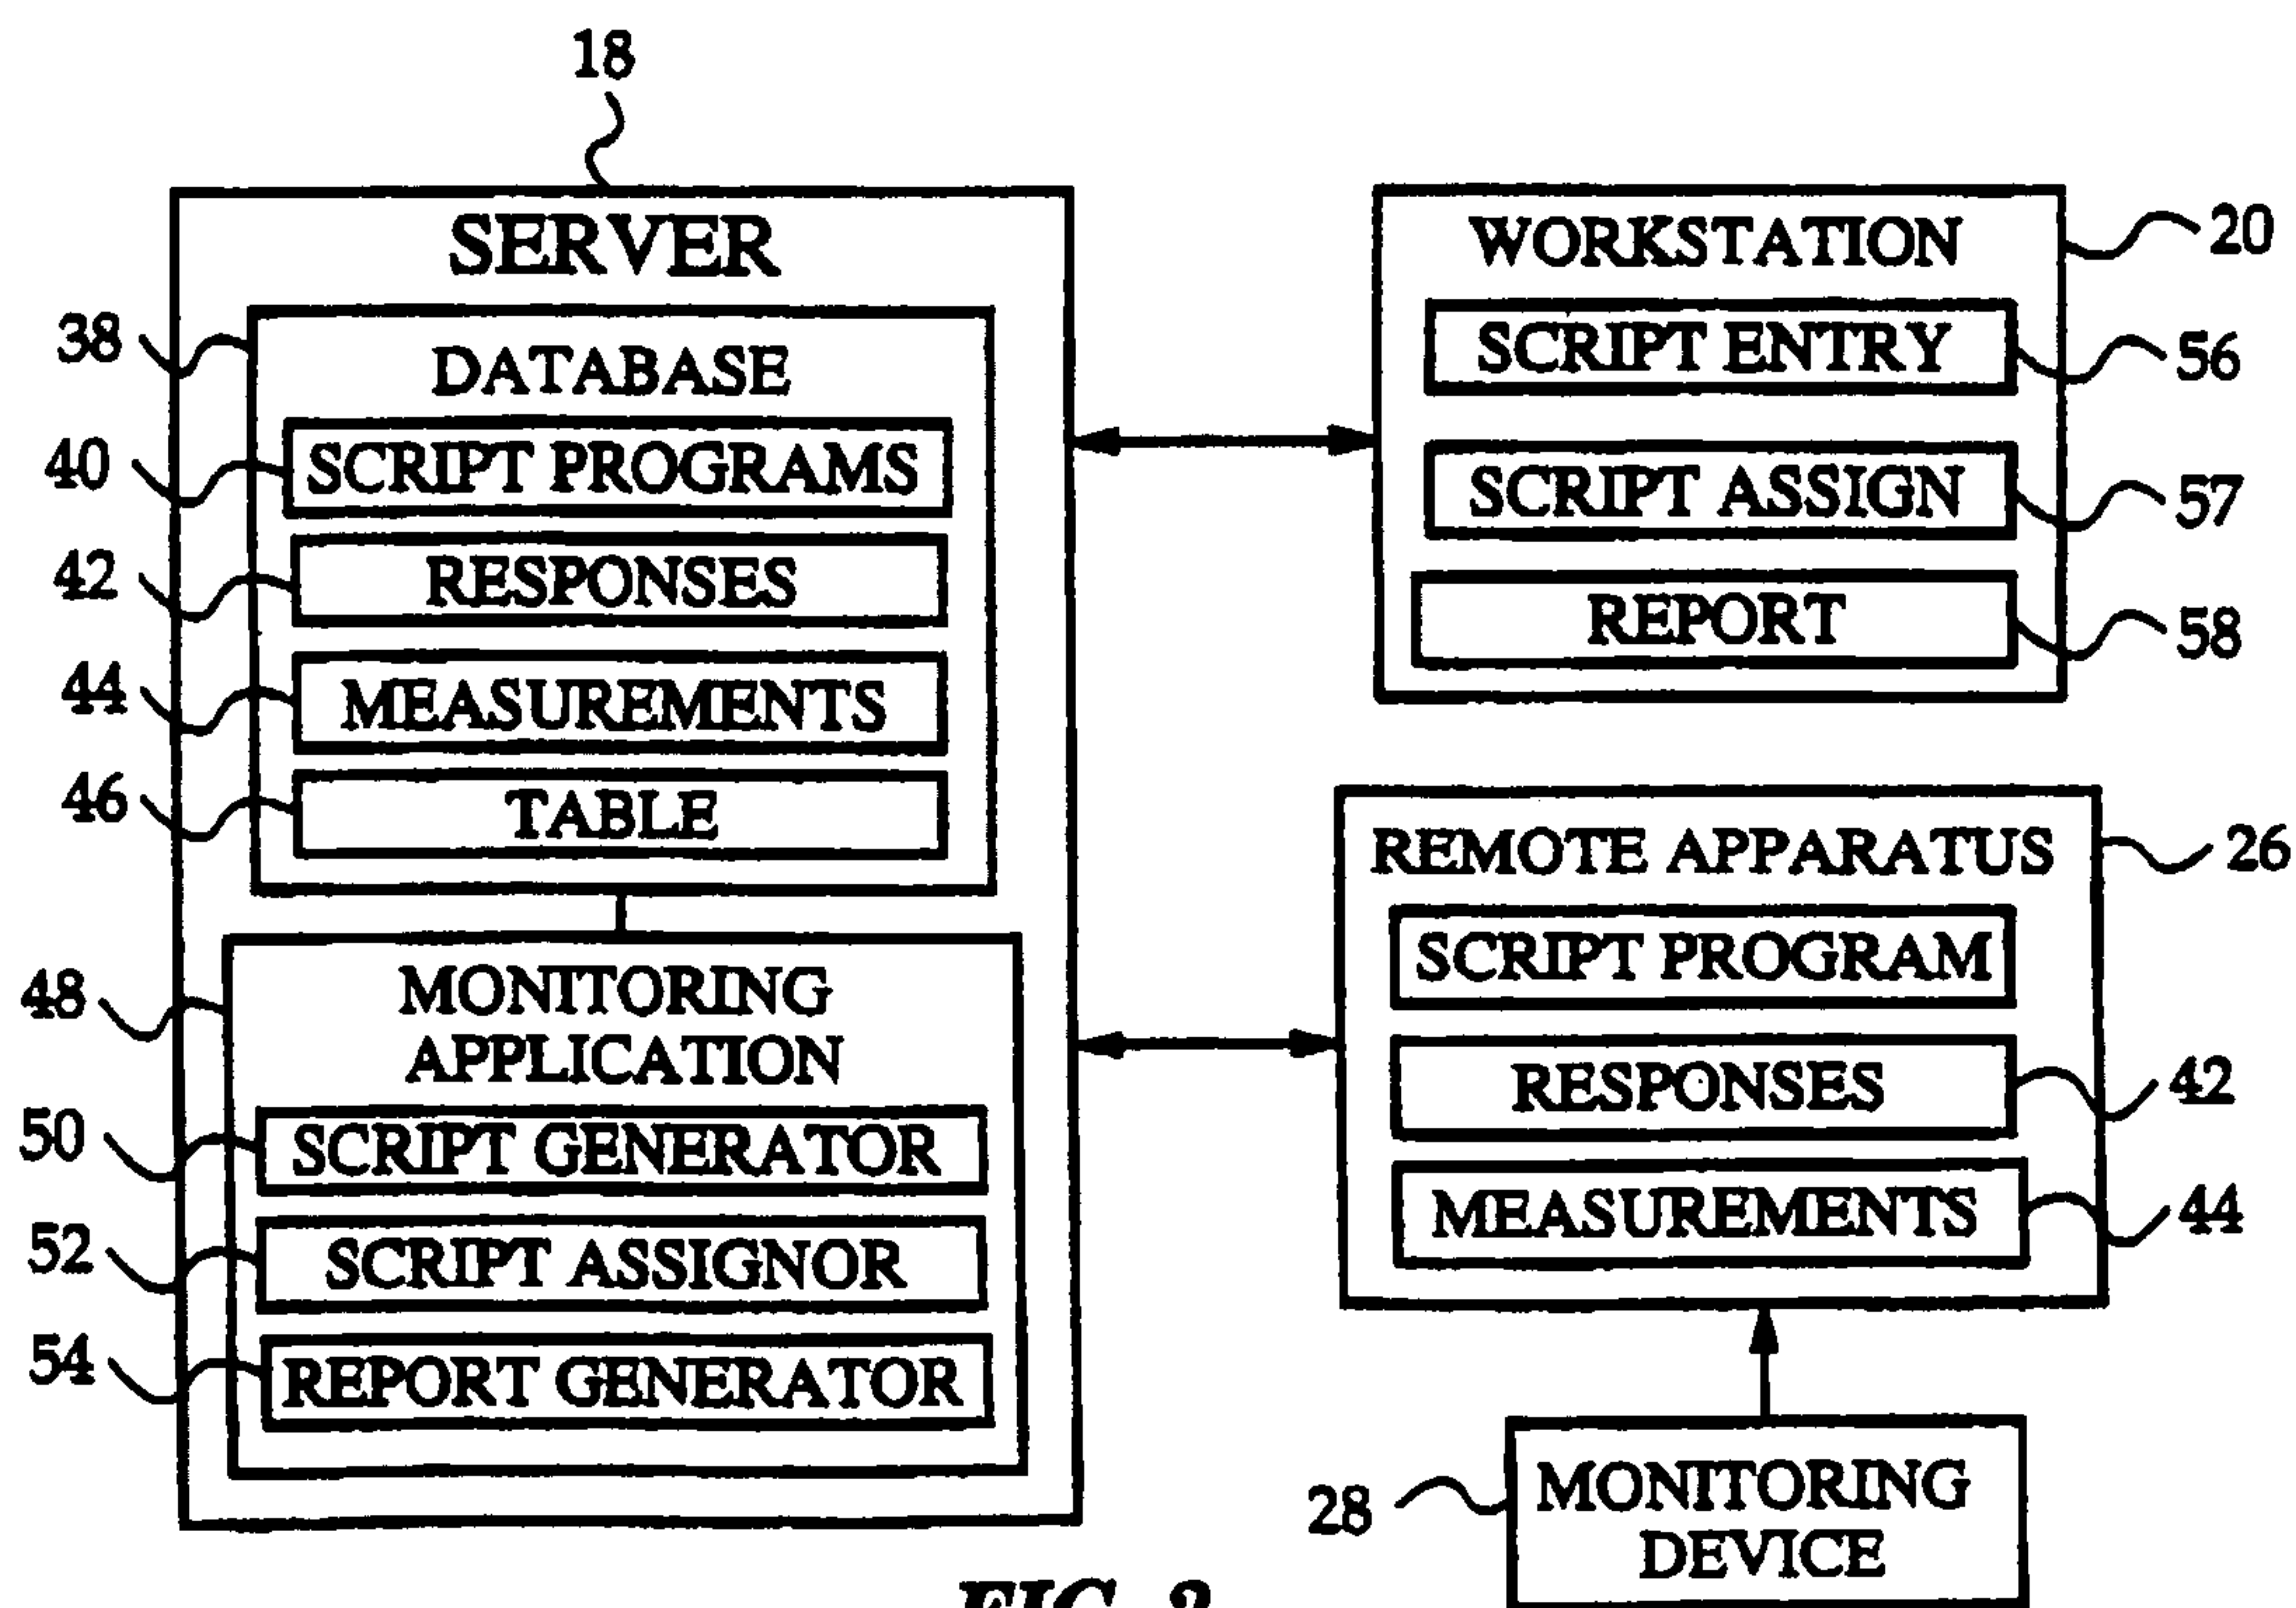 18
SERVER
38
DATABASE
40
SCRIPT PROGRAMS
42
RESPONSES
44
MEASUREMENTS
46
TABLE
48
MONITORING
APPLICATION
50
SCRIPT GENERATOR
52
SCRIPT ASSIGNOR
54
REPORT GENERATOR
WORKSTATION
20
SCRIPT ENTRY
56
SCRIPT ASSIGN
57
REPORT
58
REMOTE APPARATUS
26
SCRIPT PROGRAM
RESPONSES
42
MEASUREMENTS
44
28
MONITORING
DEVICE
FIG.